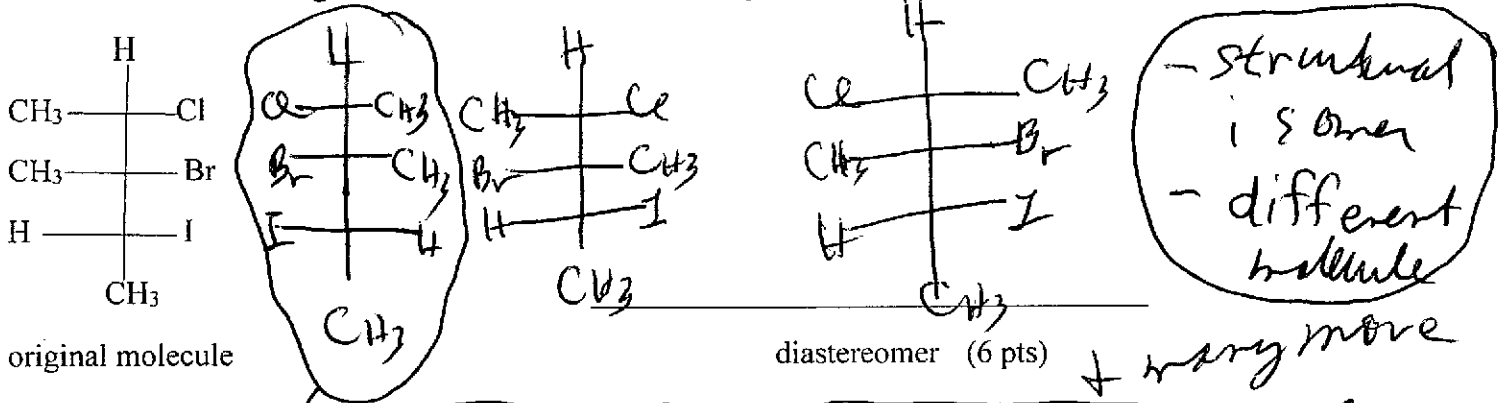 H
CH₃ Cl
CH₃ Br
H I
CH₃
original molecule
H
Cl CH₃
Br CH₃
I H
CH₃
H
CH₃ Cl
Br CH₃
H I
CH₃
H
Cl CH₃
CH₃ Br
H I
CH₃
diastereomer (6 pts)
- structural
isomer
- different
molecule
+ many more